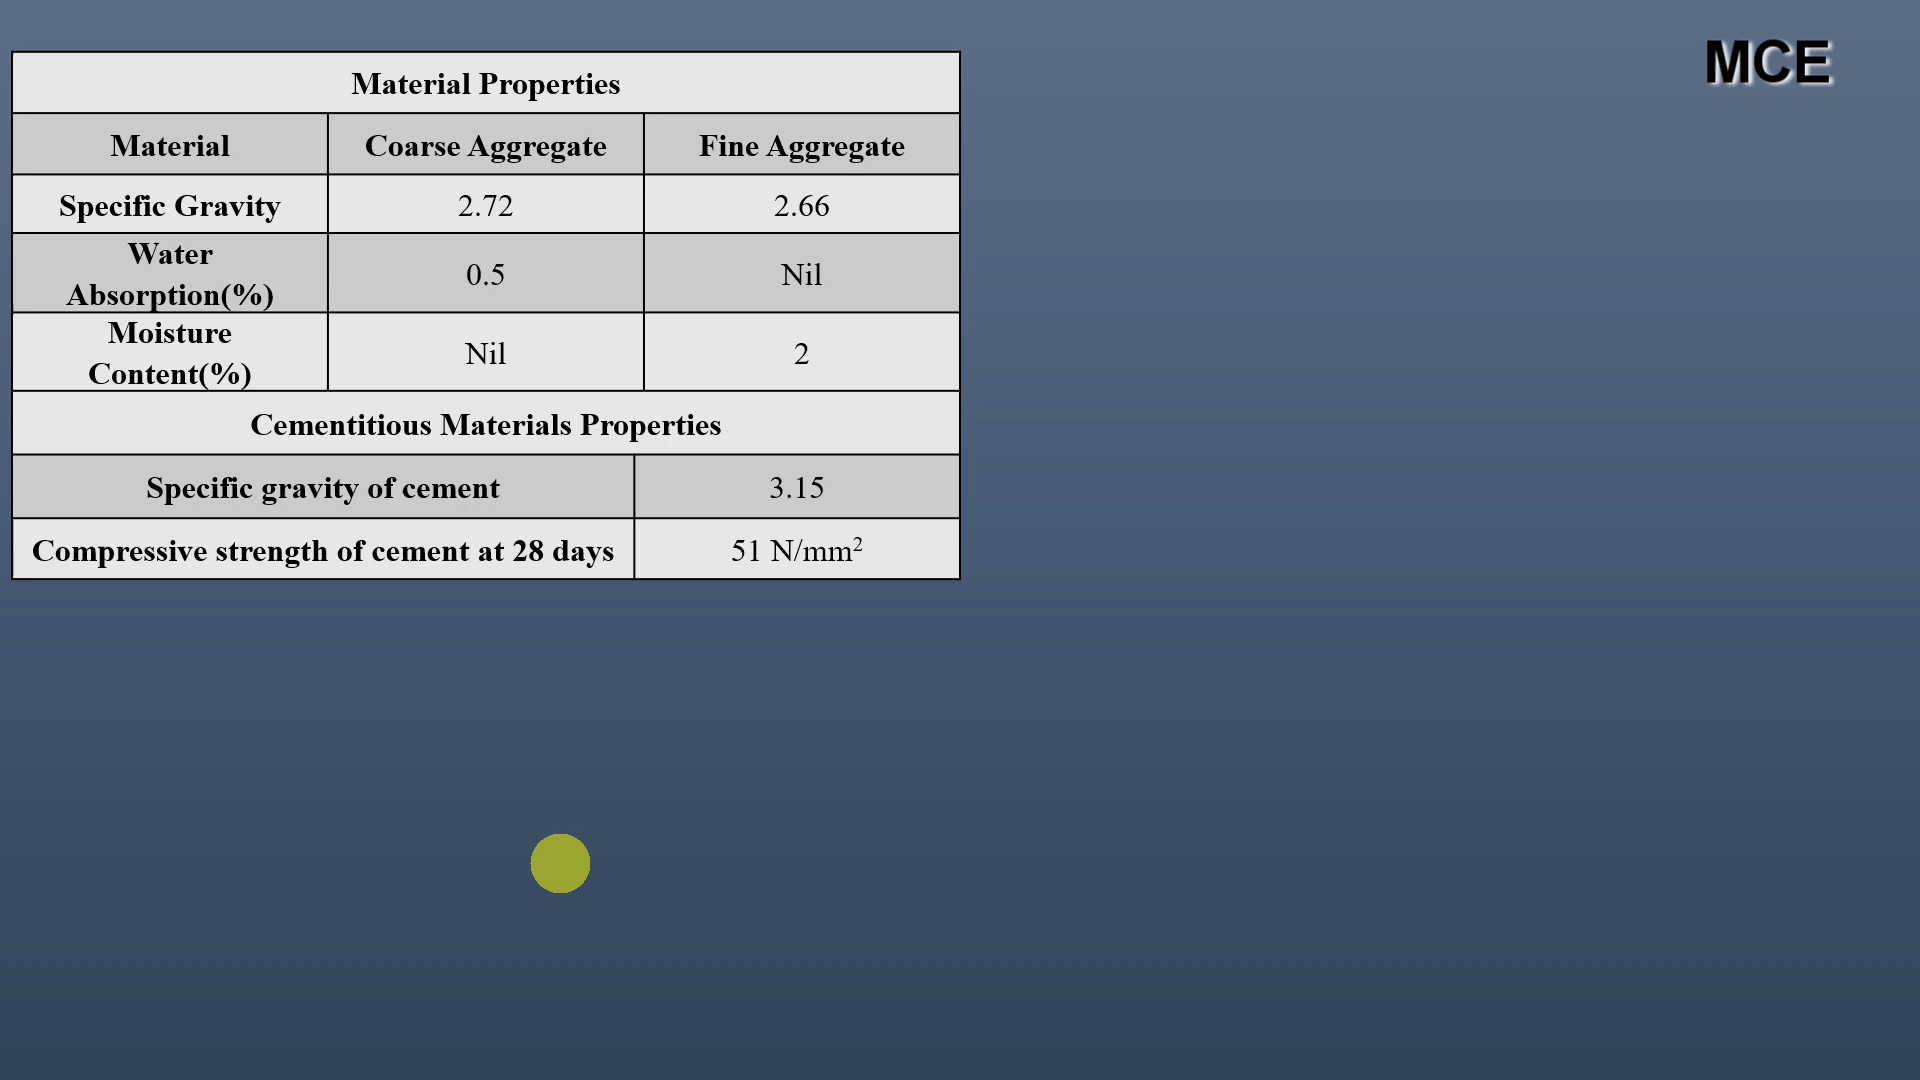 MCE
Material Properties
Material Coarse Aggregate Fine Aggregate
Specific Gravity 2.72 2.66
Water
Absorption(%) 0.5 Nil
Moisture
Content(%) Nil 2
Cementitious Materials Properties
Specific gravity of cement 3.15
Compressive strength of cement at 28 days 51 N/mm²